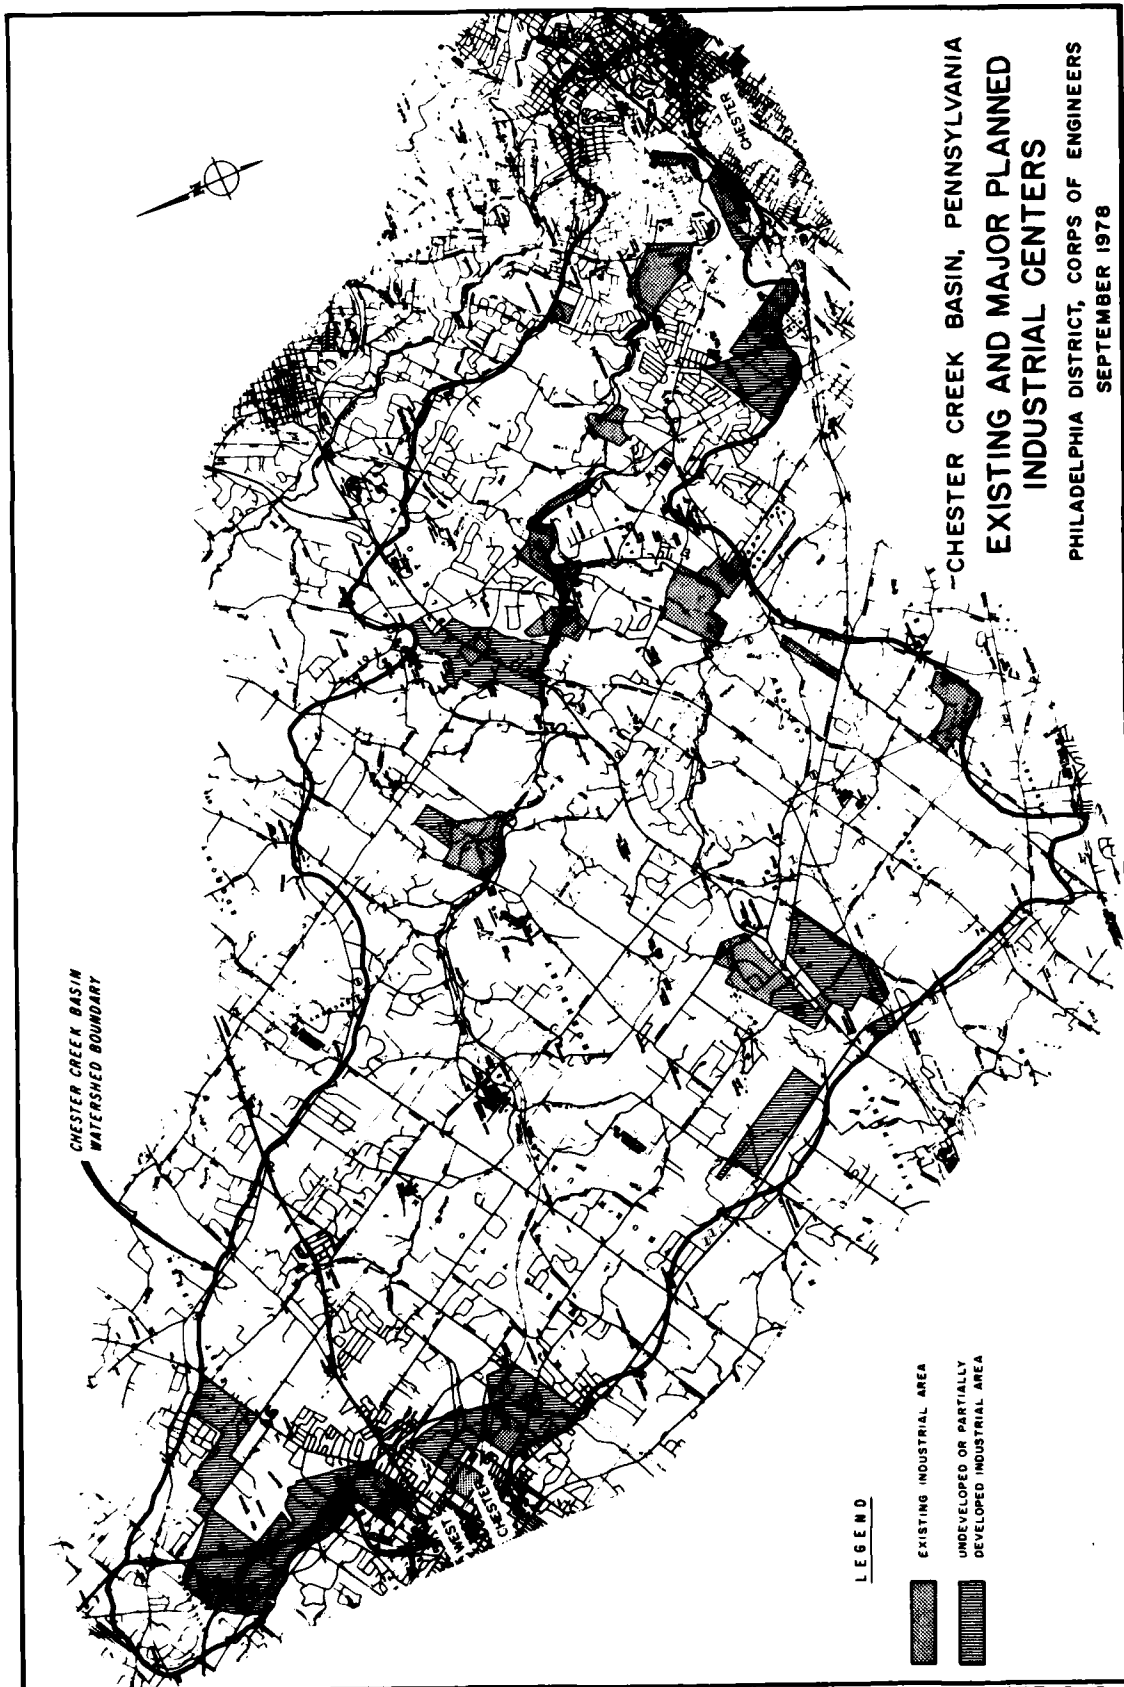 CHESTER CREEK BASIN, PENNSYLVANIA
EXISTING AND MAJOR PLANNED
INDUSTRIAL CENTERS
PHILADELPHIA DISTRICT, CORPS OF ENGINEERS
SEPTEMBER 1978
CHESTER CREEK BASIN
WATERSHED BOUNDARY
N
CHESTER
WEST
CHESTER
LEGEND
EXISTING INDUSTRIAL AREA
UNDEVELOPED OR PARTIALLY
DEVELOPED INDUSTRIAL AREA